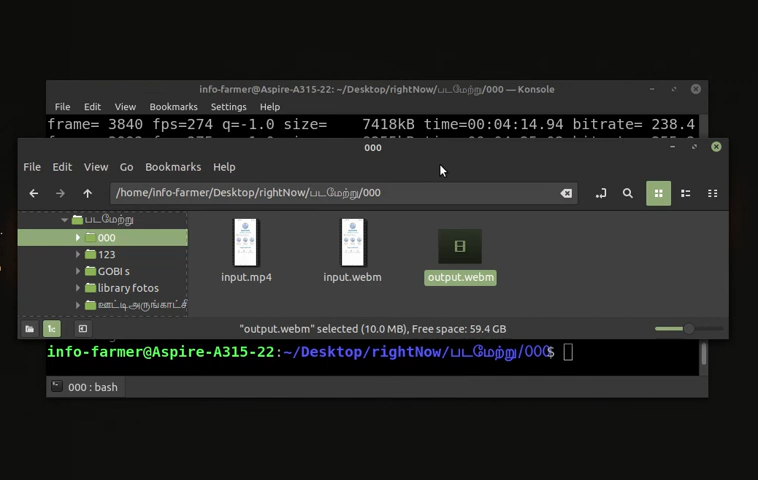 info-farmer@Aspire-A315-22: ~/Desktop/rightNow/படமேற்று/000 — Konsole
File Edit View Bookmarks Settings Help
frame= 3840 fps=274 q=-1.0 size= 7418kB time=00:04:14.94 bitrate= 238.4
000
File Edit View Go Bookmarks Help
/home/info-farmer/Desktop/rightNow/படமேற்று/000
படமேற்று
000
123
GOBI s
library fotos
ஊட்டிஅருங்காட்சி
input.mp4 input.webm output.webm
"output.webm" selected (10.0 MB), Free space: 59.4 GB
info-farmer@Aspire-A315-22:~/Desktop/rightNow/படமேற்று/000$
000 : bash